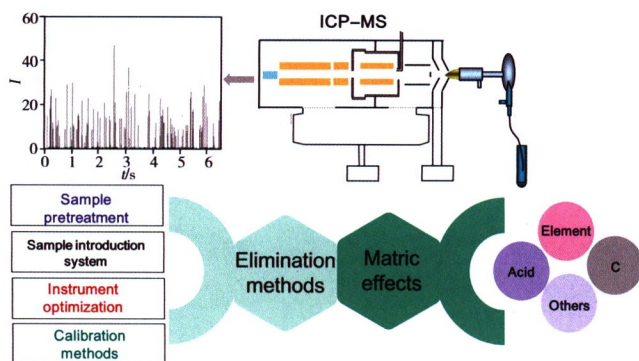 ICP–MS
60
40
20
0
I
0 1 2 3 4 5 6
t/s
Sample
pretreatment
Sample introduction
system
Instrument
optimization
Calibration
methods
Elimination
methods
Matric
effects
Element
Acid
C
Others